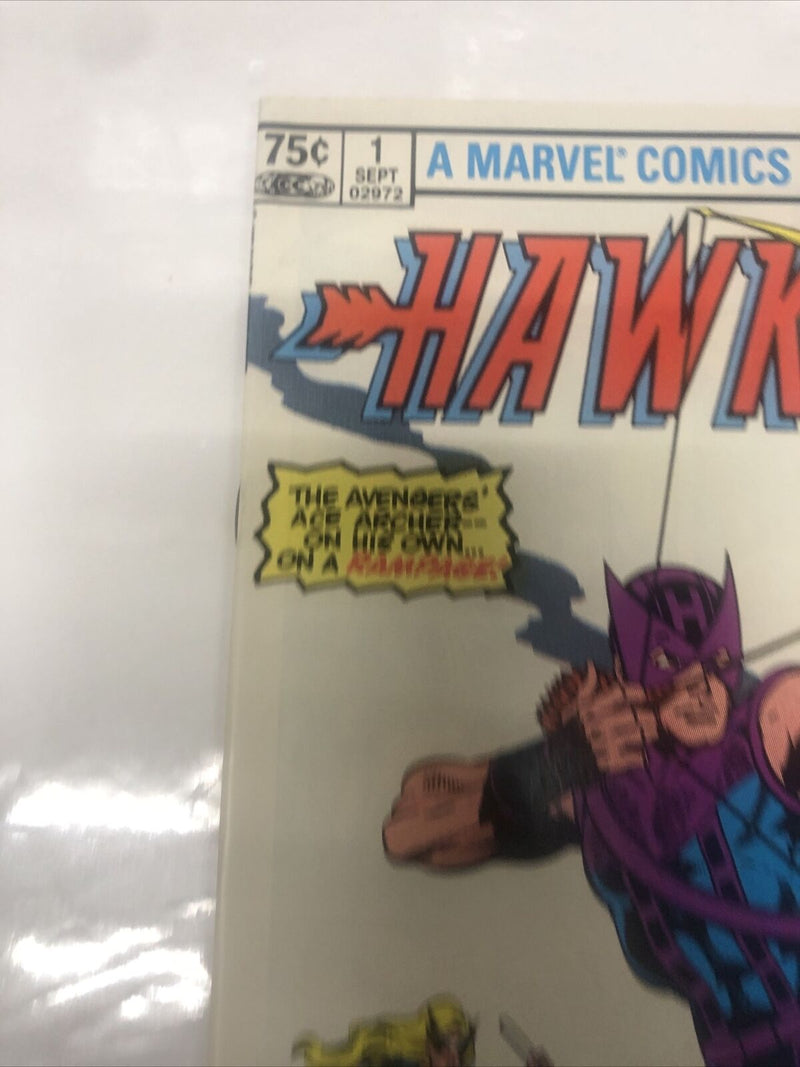 75¢
1
SEPT
02972
A MARVEL® COMICS
HAWK
THE AVENGERS'
ACE ARCHER--
ON HIS OWN...
ON A RAMPAGE!
H